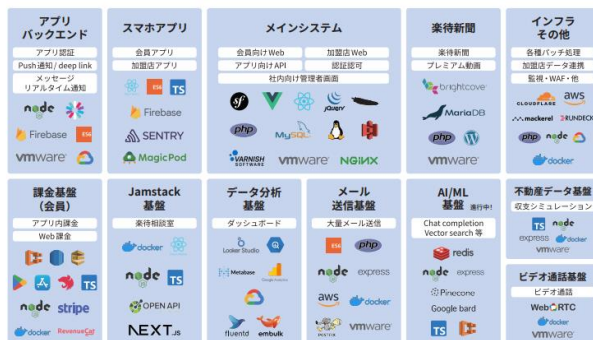 アプリ
バックエンド
アプリ認証
Push通知 / deep link
メッセージ
リアルタイム通知
node
Firebase
ES6
vmware
スマホアプリ
会員アプリ
加盟店アプリ
ES6
TS
Firebase
SENTRY
MagicPod
メインシステム
会員向けWeb
加盟店Web
アプリ向けAPI
認証認可
社内向け管理者画面
sf
jQuery
php
MySQL
VARNISH
SOFTWARE
vmware
NGINX
楽待新聞
楽待新聞
プレミアム動画
brightcove
MariaDB
php
vmware
インフラ
その他
各種バッチ処理
加盟店データ連携
監視・WAF・他
CLOUDFLARE
aws
mackerel
RUNDECK
php
node
docker
課金基盤
(会員)
アプリ内課金
Web課金
TS
node
stripe
docker
RevenueCat
Jamstack
基盤
楽待相談室
docker
node
TS
OPENAPI
NEXT.JS
データ分析
基盤
ダッシュボード
Looker Studio
Metabase
Google Analytics
fluentd
embulk
メール
送信基盤
大量メール送信
ES6
php
node
express
aws
docker
POSTFIX
vmware
AI/ML
基盤 進行中!
Chat completion
Vector search 等
redis
node
express
Pinecone
Google bard
TS
不動産データ基盤
収支シミュレーション
TS
node
express
docker
vmware
ビデオ通話基盤
ビデオ通話
WebRTC
docker
vmware